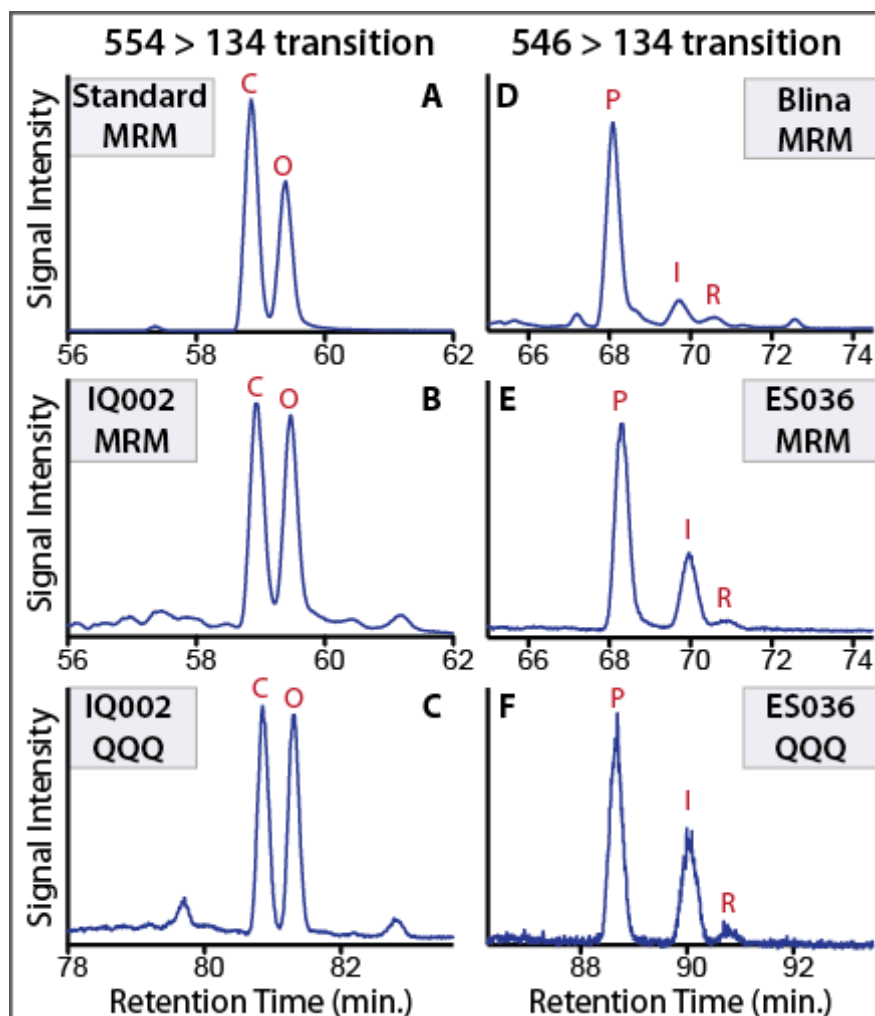 554 > 134 transition
546 > 134 transition
Standard
MRM
A
C
O
Signal Intensity
56 58 60 62
D
Blina
MRM
P
I
R
66 68 70 72 74
IQ002
MRM
B
C
O
Signal Intensity
56 58 60 62
E
ES036
MRM
P
I
R
66 68 70 72 74
IQ002
QQQ
C
C
O
Signal Intensity
78 80 82
Retention Time (min.)
F
ES036
QQQ
P
I
R
88 90 92
Retention Time (min.)